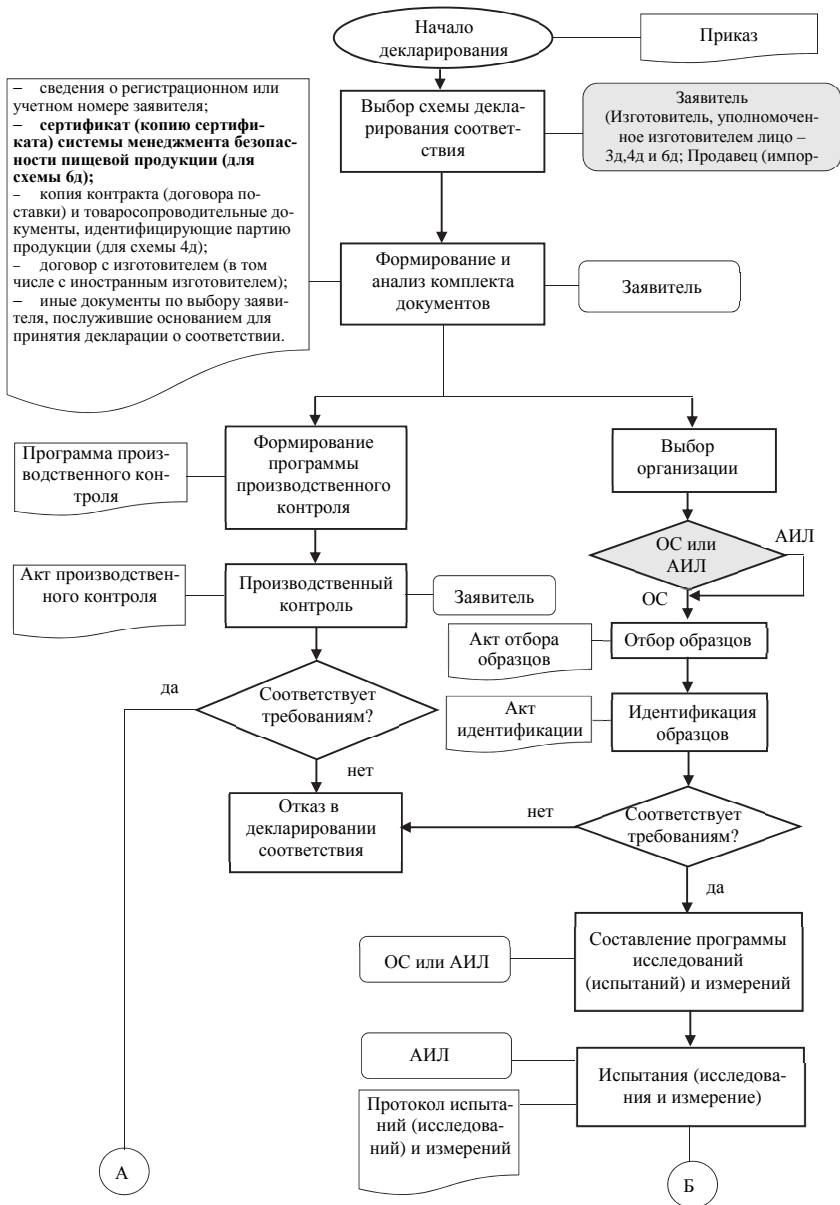 Начало
декларирования
Приказ
– сведения о регистрационном или
учетном номере заявителя;
– сертификат (копию сертифи-
ката) системы менеджмента безопас-
ности пищевой продукции (для
схемы 6д);
– копия контракта (договора по-
ставки) и товаросопроводительные до-
кументы, идентифицирующие партию
продукции (для схемы 4д);
– договор с изготовителем (в том
числе с иностранным изготовителем);
– иные документы по выбору заяви-
теля, послужившие основанием для
принятия декларации о соответствии.
Выбор схемы декла-
рирования соответ-
ствия
Заявитель
(Изготовитель, уполномочен-
ное изготовителем лицо –
3д,4д и 6д; Продавец (импор-
Формирование и
анализ комплекта
документов
Заявитель
Программа произ-
водственного кон-
троля
Формирование
программы
производственного
контроля
Выбор
организации
ОС или
АИЛ
АИЛ
ОС
Акт производствен-
ного контроля
Производственный
контроль
Заявитель
Акт отбора
образцов
Отбор образцов
да
Соответствует
требованиям?
нет
Акт
идентификации
Идентификация
образцов
Отказ в
декларировании
соответствия
нет
Соответствует
требованиям?
да
ОС или АИЛ
Составление программы
исследований
(испытаний) и измерений
АИЛ
Испытания (исследова-
ния и измерение)
Протокол испыта-
ний (исследова-
ний) и измерений
А
Б